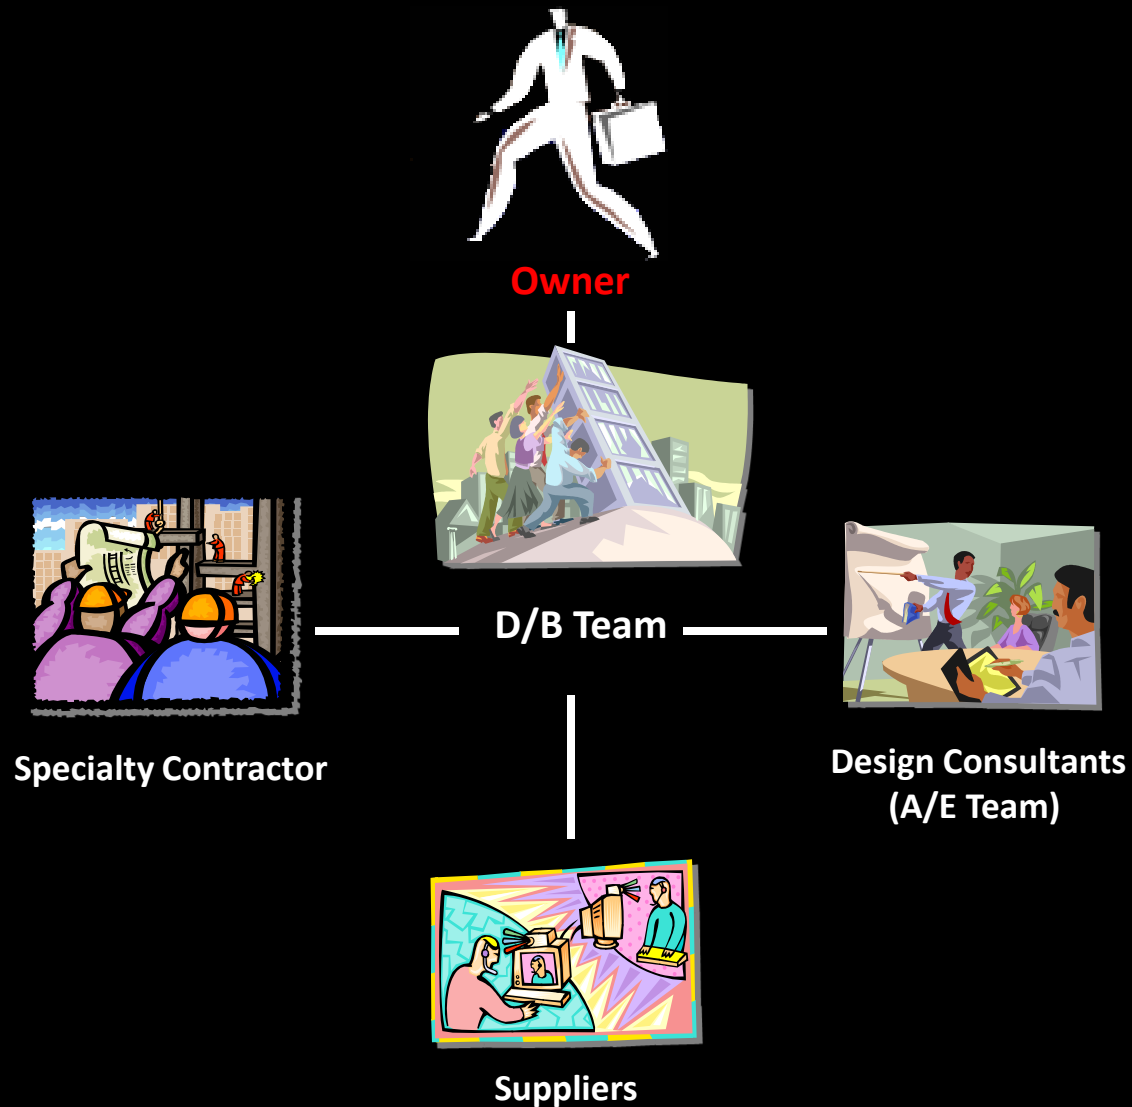 Owner
D/B Team
Specialty Contractor
Design Consultants
(A/E Team)
Suppliers